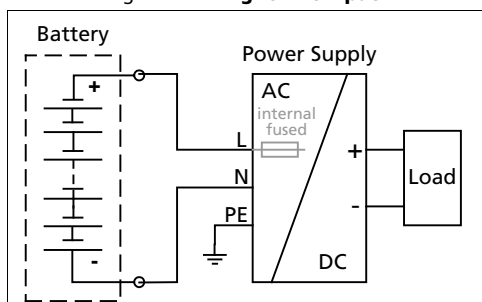 Battery
Power Supply
+
AC
internal
fused
L
N
PE
+
-
Load
-
DC